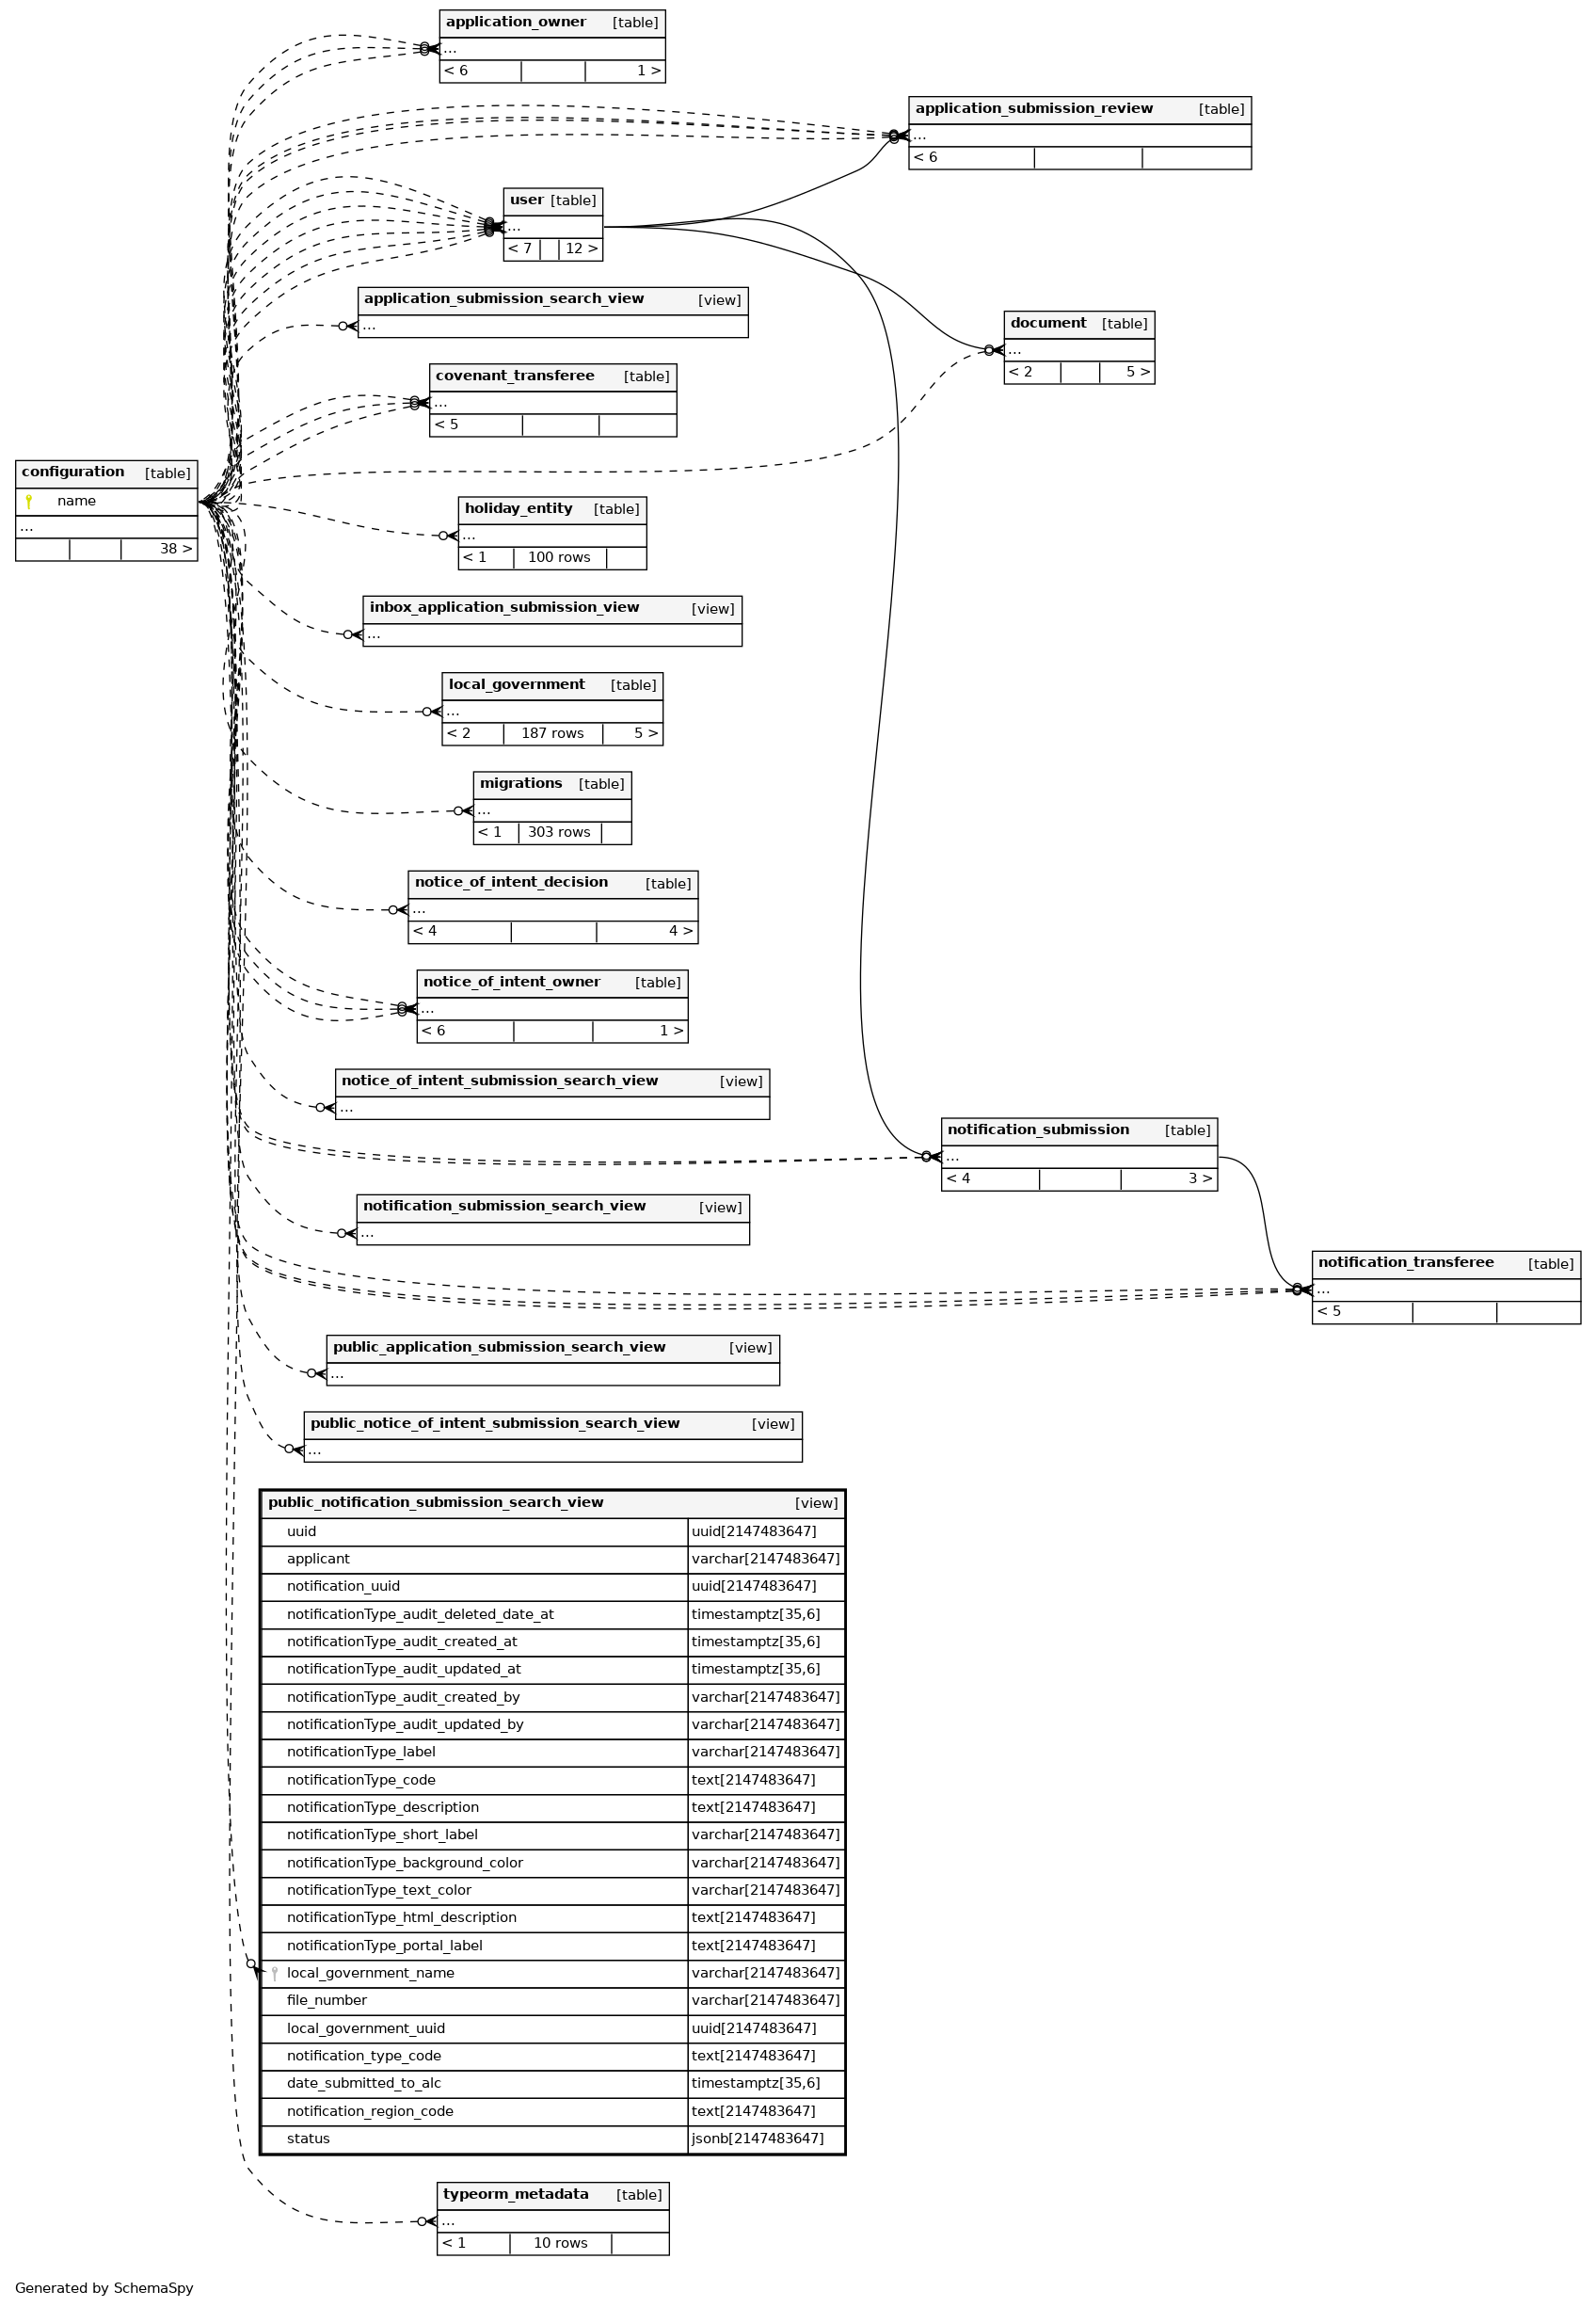 application_owner [table]
...
< 6 1 >
application_submission_review [table]
...
< 6
user [table]
...
< 7 12 >
application_submission_search_view [view]
...
document [table]
...
< 2 5 >
covenant_transferee [table]
...
< 5
configuration [table]
name
...
38 >
holiday_entity [table]
...
< 1 100 rows
inbox_application_submission_view [view]
...
local_government [table]
...
< 2 187 rows 5 >
migrations [table]
...
< 1 303 rows
notice_of_intent_decision [table]
...
< 4 4 >
notice_of_intent_owner [table]
...
< 6 1 >
notice_of_intent_submission_search_view [view]
...
notification_submission [table]
...
< 4 3 >
notification_submission_search_view [view]
...
notification_transferee [table]
...
< 5
public_application_submission_search_view [view]
...
public_notice_of_intent_submission_search_view [view]
...
public_notification_submission_search_view [view]
uuid uuid[2147483647]
applicant varchar[2147483647]
notification_uuid uuid[2147483647]
notificationType_audit_deleted_date_at timestamptz[35,6]
notificationType_audit_created_at timestamptz[35,6]
notificationType_audit_updated_at timestamptz[35,6]
notificationType_audit_created_by varchar[2147483647]
notificationType_audit_updated_by varchar[2147483647]
notificationType_label varchar[2147483647]
notificationType_code text[2147483647]
notificationType_description text[2147483647]
notificationType_short_label varchar[2147483647]
notificationType_background_color varchar[2147483647]
notificationType_text_color varchar[2147483647]
notificationType_html_description text[2147483647]
notificationType_portal_label text[2147483647]
local_government_name varchar[2147483647]
file_number varchar[2147483647]
local_government_uuid uuid[2147483647]
notification_type_code text[2147483647]
date_submitted_to_alc timestamptz[35,6]
notification_region_code text[2147483647]
status jsonb[2147483647]
typeorm_metadata [table]
...
< 1 10 rows
Generated by SchemaSpy